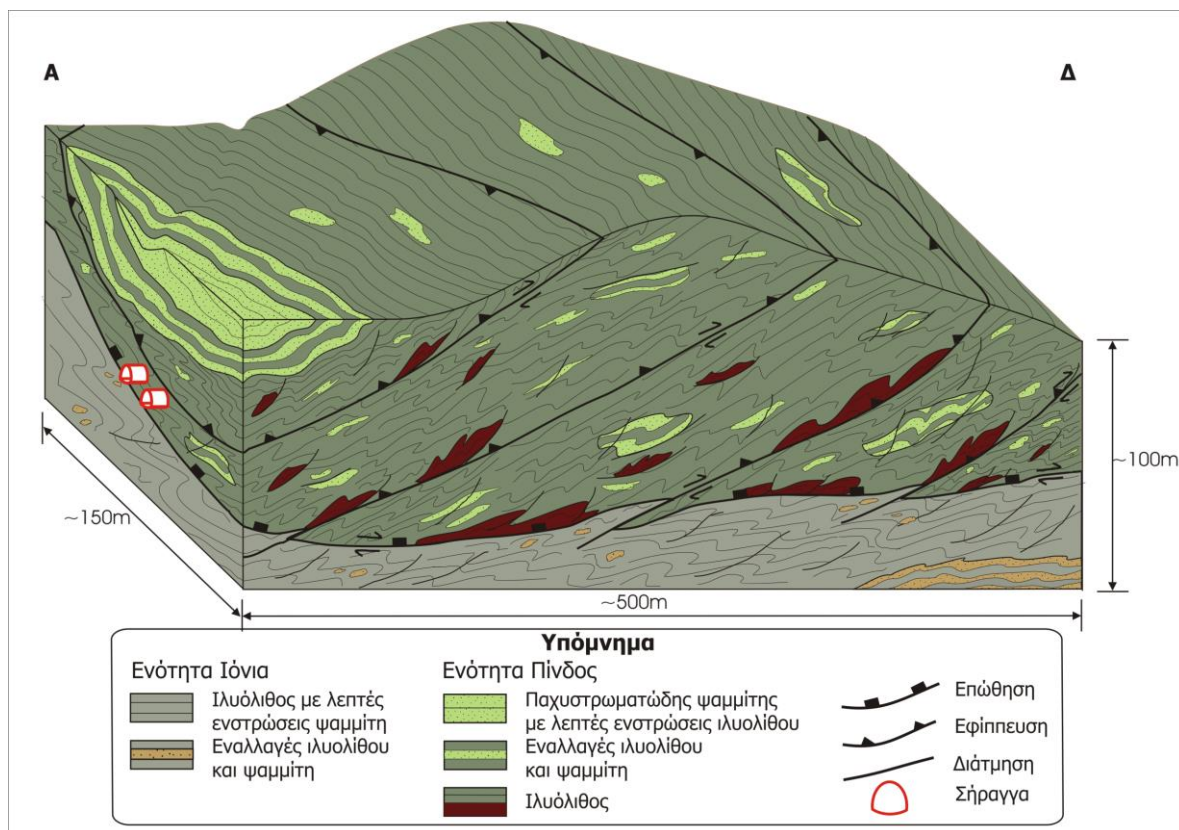 Α
Δ
~100m
~150m
~500m
Υπόμνημα
Ενότητα Ιόνια
Ιλυόλιθος με λεπτές
ενστρώσεις ψαμμίτη
Εναλλαγές ιλυολίθου
και ψαμμίτη
Ενότητα Πίνδος
Παχυστρωματώδης ψαμμίτης
με λεπτές ενστρώσεις ιλυολίθου
Εναλλαγές ιλυολίθου
και ψαμμίτη
Ιλυόλιθος
Επώθηση
Εφίππευση
Διάτμηση
Σήραγγα